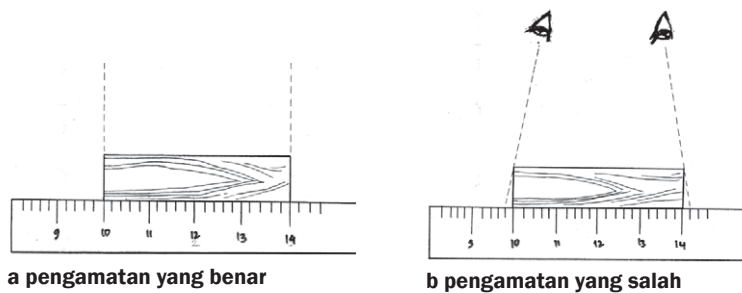 9 10 11 12 13 14
a pengamatan yang benar
9 10 11 12 13 14
b pengamatan yang salah